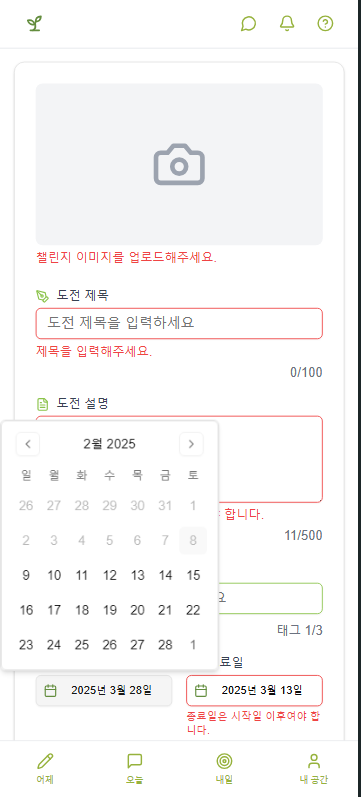 챌린지 이미지를 업로드해주세요.
도전 제목
도전 제목을 입력하세요
제목을 입력해주세요.
0/100
도전 설명
2월 2025
일 월 화 수 목 금 토
26 27 28 29 30 31 1
2 3 4 5 6 7 8
9 10 11 12 13 14 15
16 17 18 19 20 21 22
23 24 25 26 27 28 1
합니다.
11/500
요
태그 1/3
료일
2025년 3월 28일
2025년 3월 13일
종료일은 시작일 이후여야 합
니다.
어제
오늘
내일
내 공간